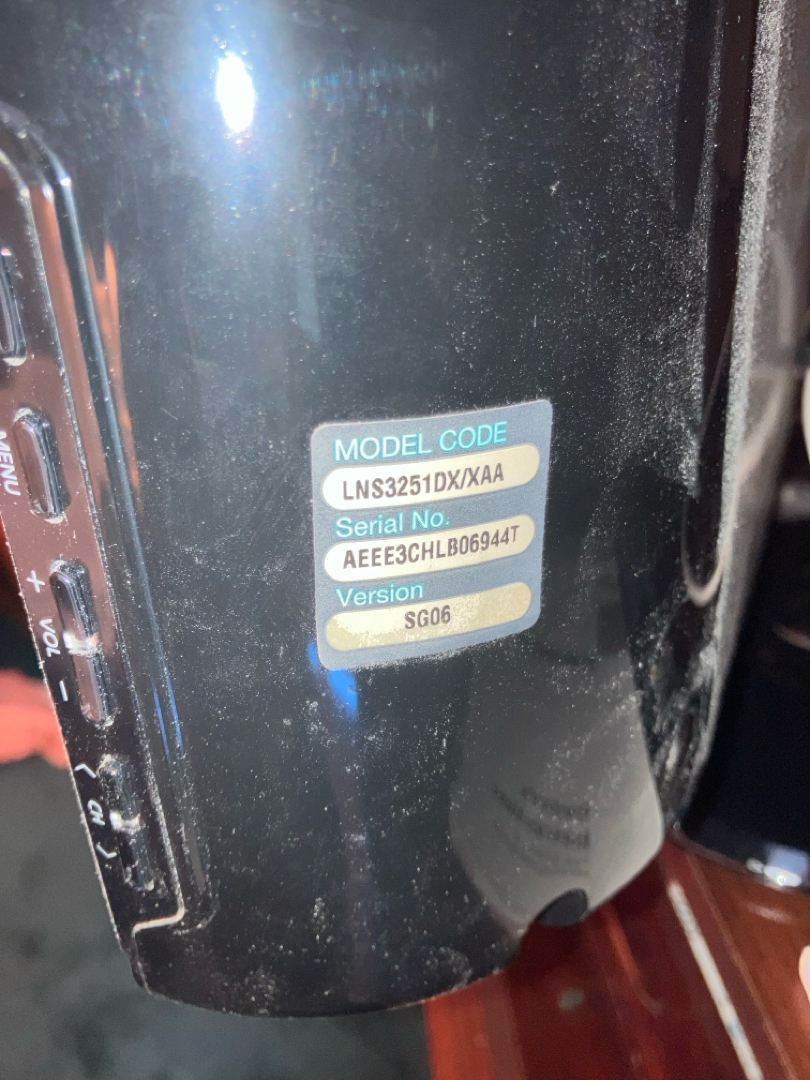 MODEL CODE
LNS3251DX/XAA
Serial No.
AEEE3CHLB06944T
Version
SG06
MENU
+ VOL -
< CH >